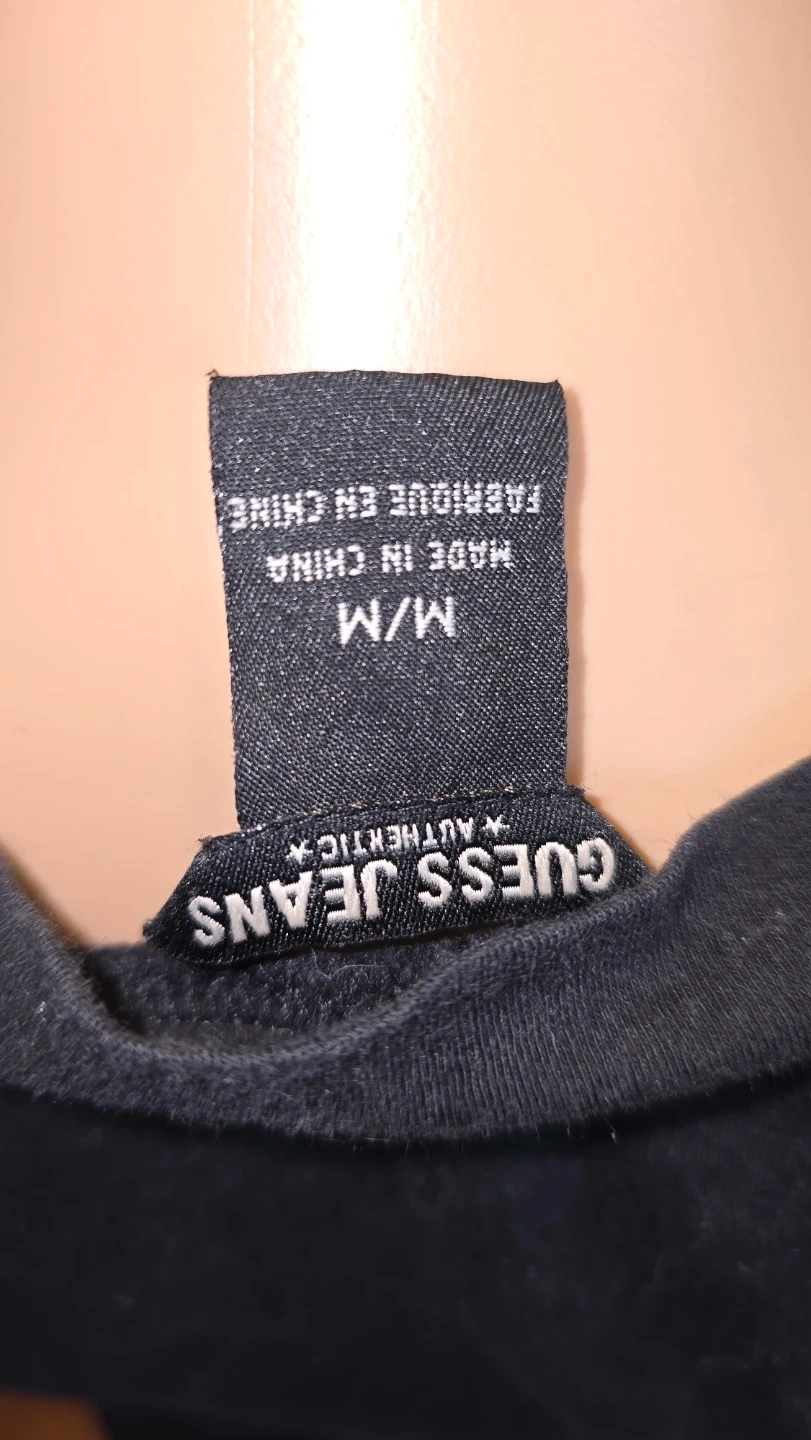 GUESS JEANS
★ AUTHENTIC ★
M/M
MADE IN CHINA
FABRIQUE EN CHINE